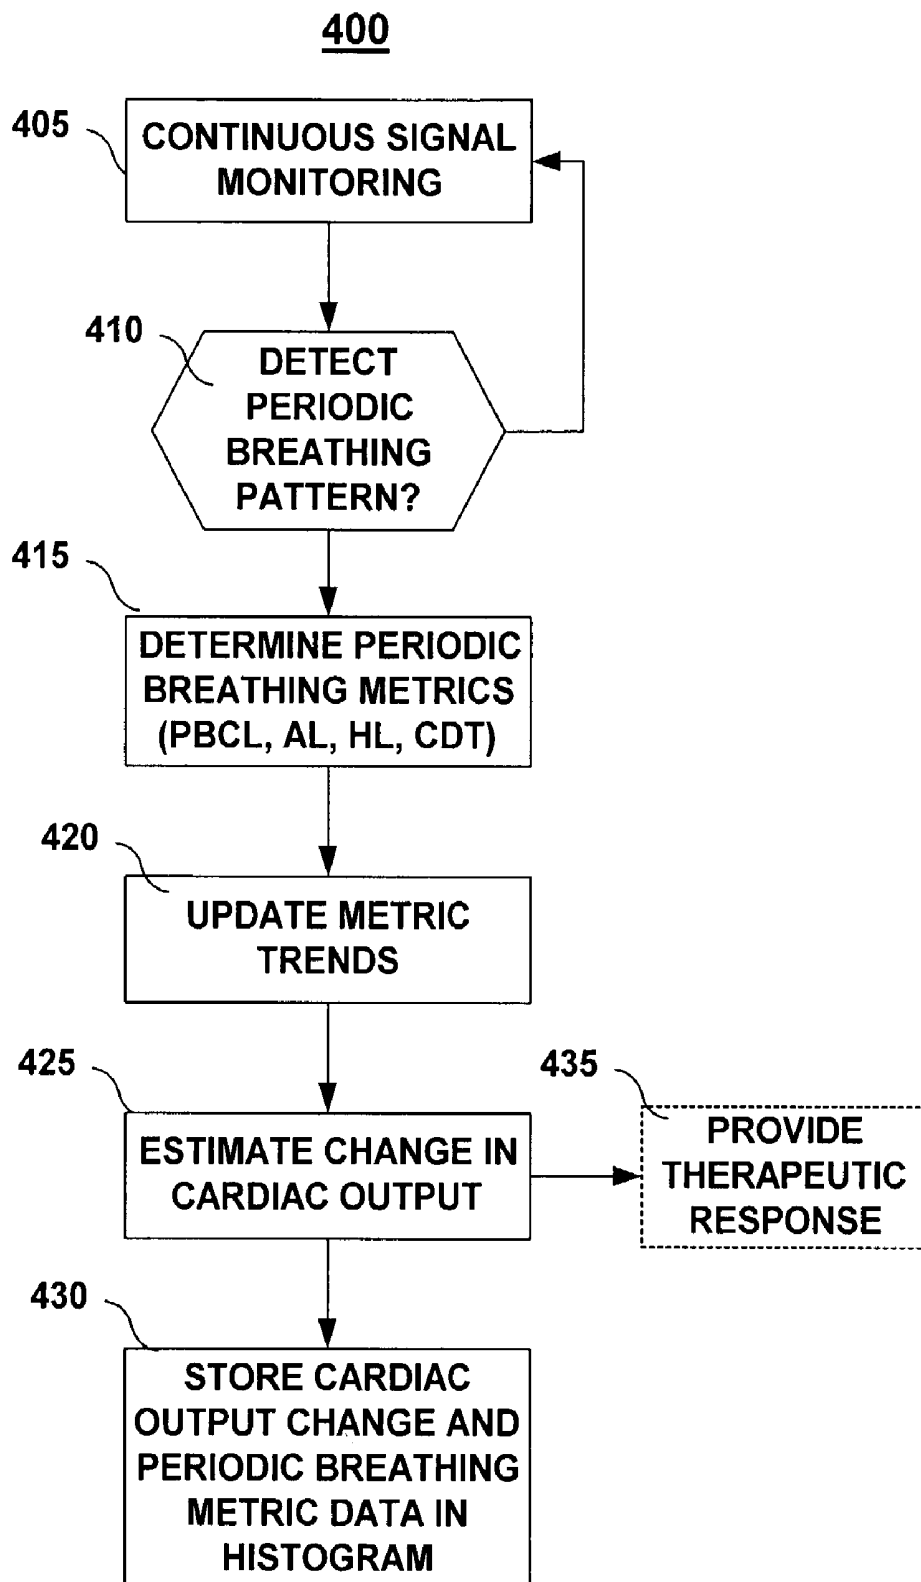 400
405
CONTINUOUS SIGNAL
MONITORING
410
DETECT
PERIODIC
BREATHING
PATTERN?
415
DETERMINE PERIODIC
BREATHING METRICS
(PBCL, AL, HL, CDT)
420
UPDATE METRIC
TRENDS
425
ESTIMATE CHANGE IN
CARDIAC OUTPUT
435
PROVIDE
THERAPEUTIC
RESPONSE
430
STORE CARDIAC
OUTPUT CHANGE AND
PERIODIC BREATHING
METRIC DATA IN
HISTOGRAM